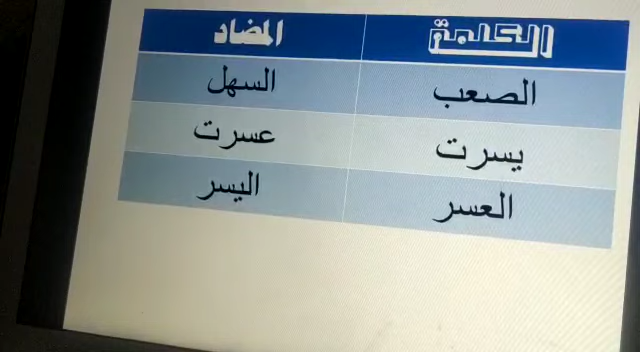 الكلمة المضاد
الصعب السهل
يسرت عسرت
العسر اليسر